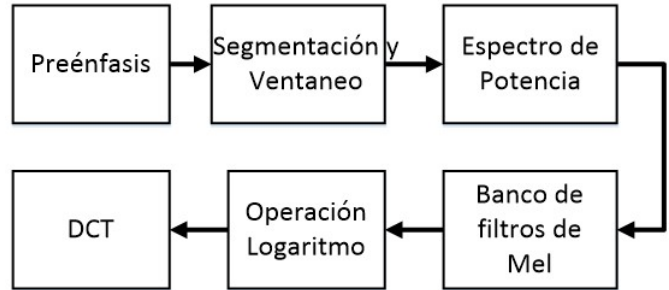 Preénfasis
Segmentación y
Ventaneo
Espectro de
Potencia
Banco de
filtros de
Mel
Operación
Logaritmo
DCT